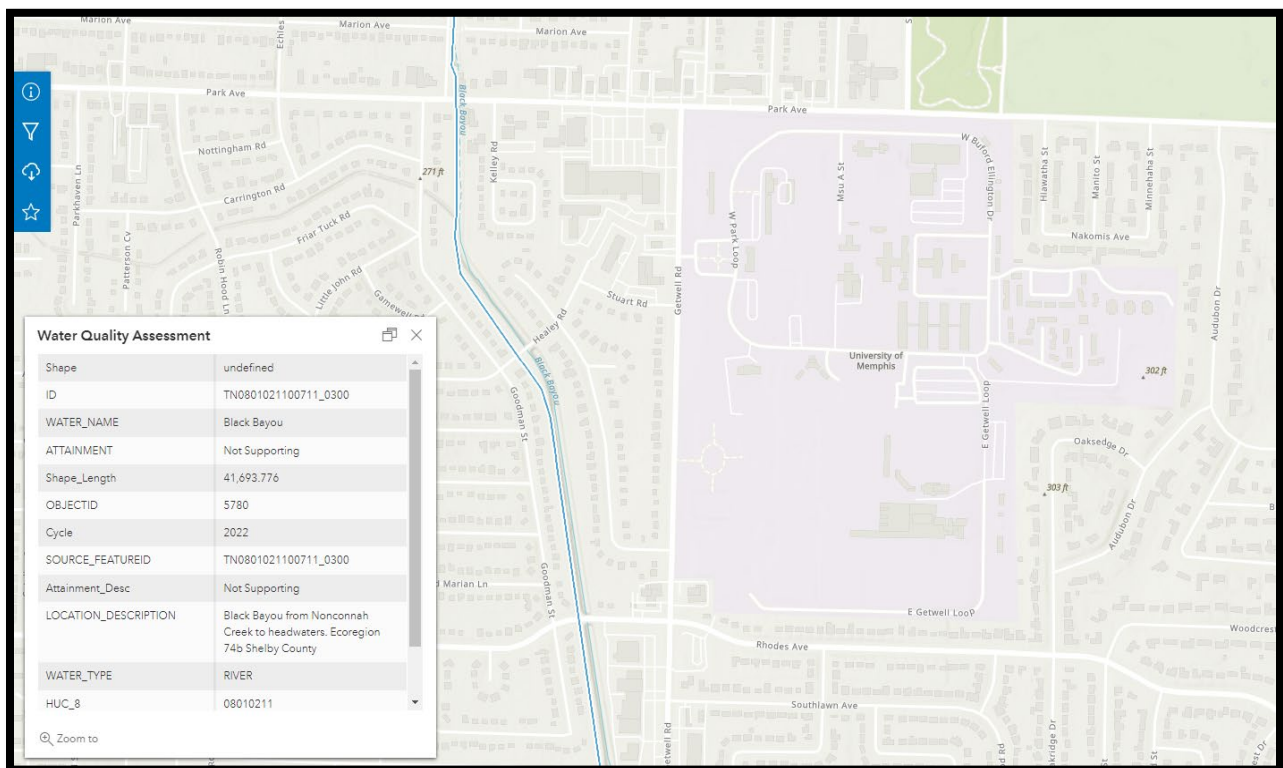 Marion Ave
Marion Ave
Marion Ave
Echles
Park Ave
Park Ave
Black Bayou
Nottingham Rd
271 ft
Kelley Rd
Msu A St
W Buford Ellington Dr
Hiawatha St
Manito St
Minnehaha St
Parkhaven Ln
Carrington Rd
Friar Tuck Rd
W Park Loop
Nakomis Ave
Patterson Cv
Robin Hood Ln
Little John Rd
Gamewell Rd
Stuart Rd
Getwell Rd
Audubon Dr
Healey Rd
Black Bayou
University of
Memphis
302 ft
Goodman St
E Getwell Loop
Oaksedge Dr
303 ft
Audubon Dr
Marian Ln
Goodman St
E Getwell LooP
Rhodes Ave
Woodcrest
Southlawn Ave
Water Quality Assessment
Shape undefined
ID TN0801021100711_0300
WATER_NAME Black Bayou
ATTAINMENT Not Supporting
Shape_Length 41,693.776
OBJECTID 5780
Cycle 2022
SOURCE_FEATUREID TN0801021100711_0300
Attainment_Desc Not Supporting
LOCATION_DESCRIPTION Black Bayou from Nonconnah
Creek to headwaters. Ecoregion
74b Shelby County
WATER_TYPE RIVER
HUC_8 08010211
Zoom to